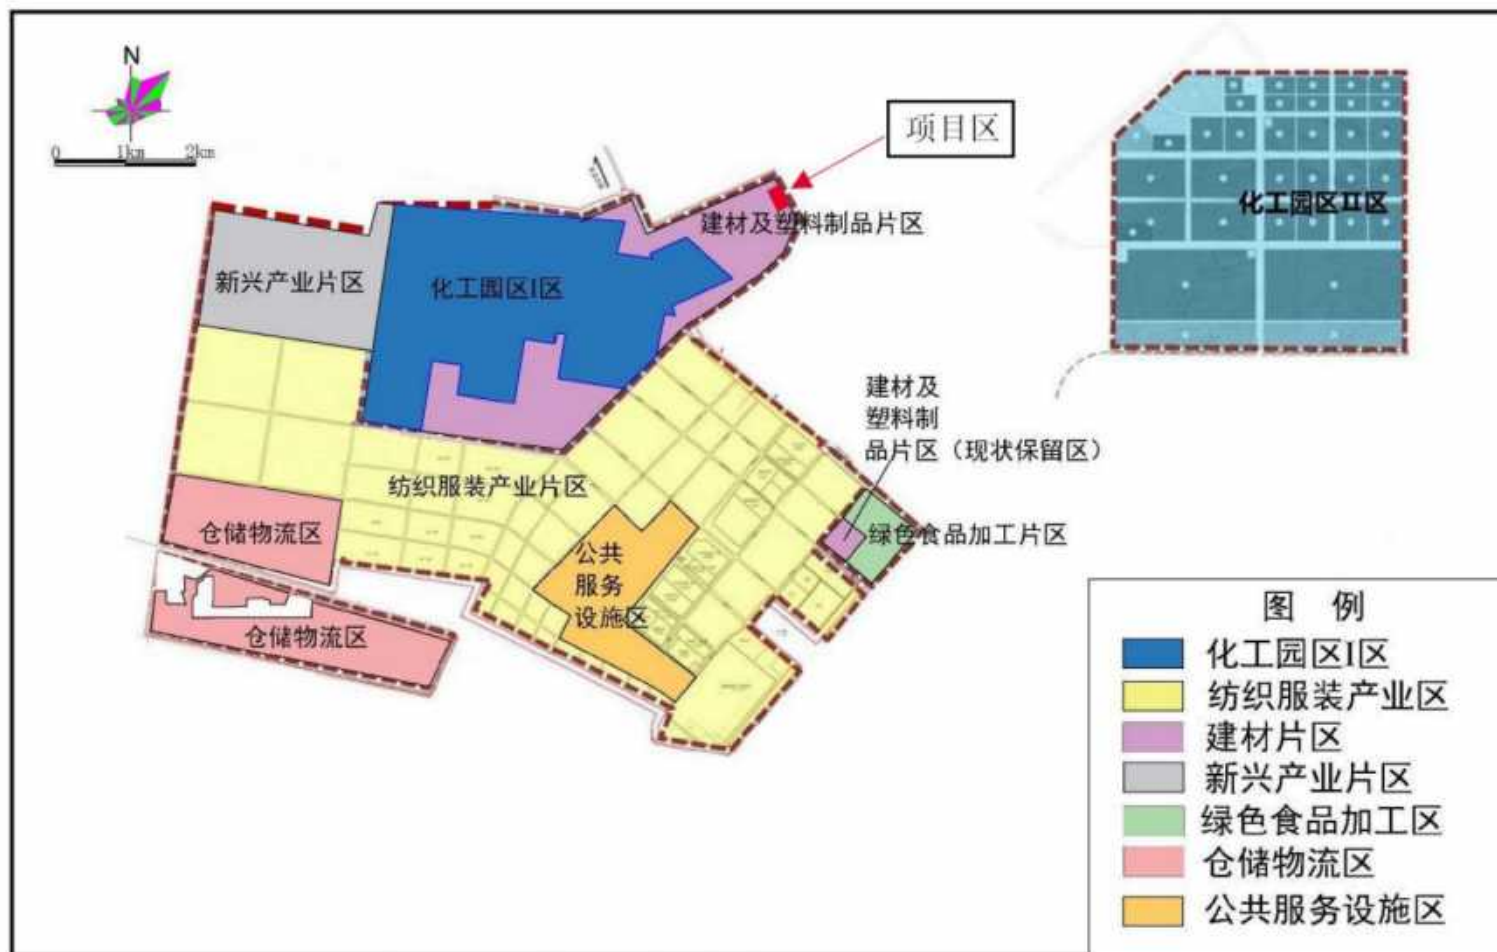 N
0 1km 2km
项目区
建材及塑料制品片区
化工园区II区
新兴产业片区
化工园区I区
建材及
塑料制
品片区（现状保留区）
纺织服装产业片区
仓储物流区
绿色食品加工片区
公共
服务
设施区
仓储物流区
图 例
化工园区I区
纺织服装产业区
建材片区
新兴产业片区
绿色食品加工区
仓储物流区
公共服务设施区